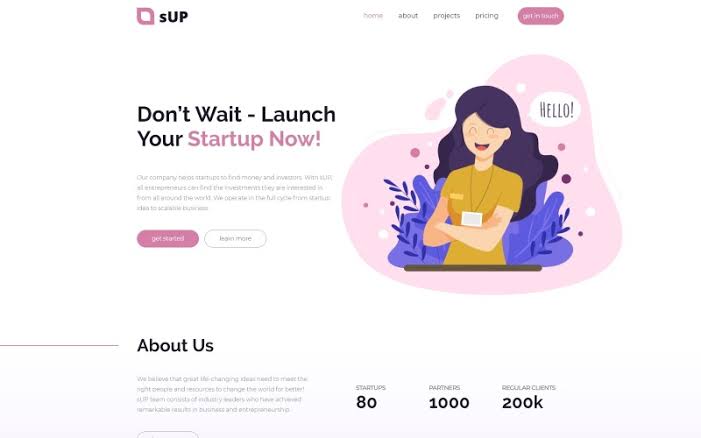 sUP
home about projects pricing get in touch
Don't Wait - Launch
Your Startup Now!
HELLO!
Our company helps startups to find money and investors. With sUP,
all entrepreneurs can find the investments they are interested in
from all around the world. We operate in the full cycle from startup
idea to scalable business.
get started learn more
About Us
We believe that great life-changing ideas need to meet the
right people and resources to change the world for better!
sUP team consists of industry leaders who have achieved
remarkable results in business and entrepreneurship.
STARTUPS PARTNERS REGULAR CLIENTS
80 1000 200k